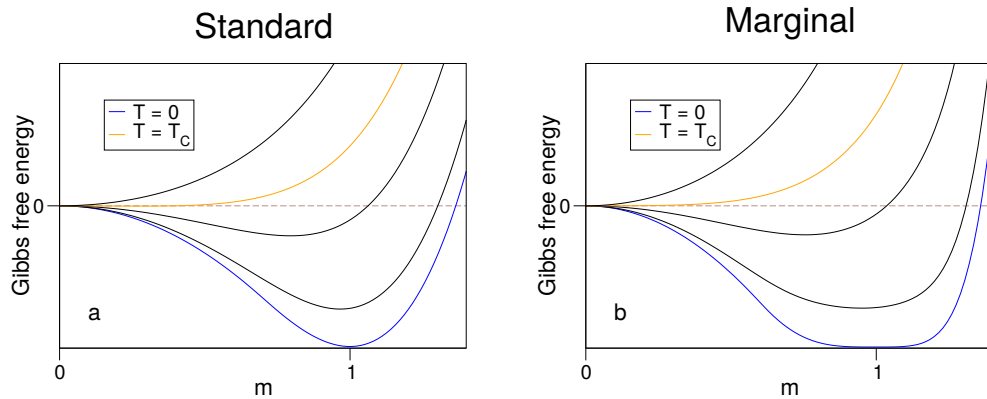 Standard
Gibbs free energy
0
T = 0
T = T_C
a
0
1
m
Marginal
Gibbs free energy
0
T = 0
T = T_C
b
0
1
m